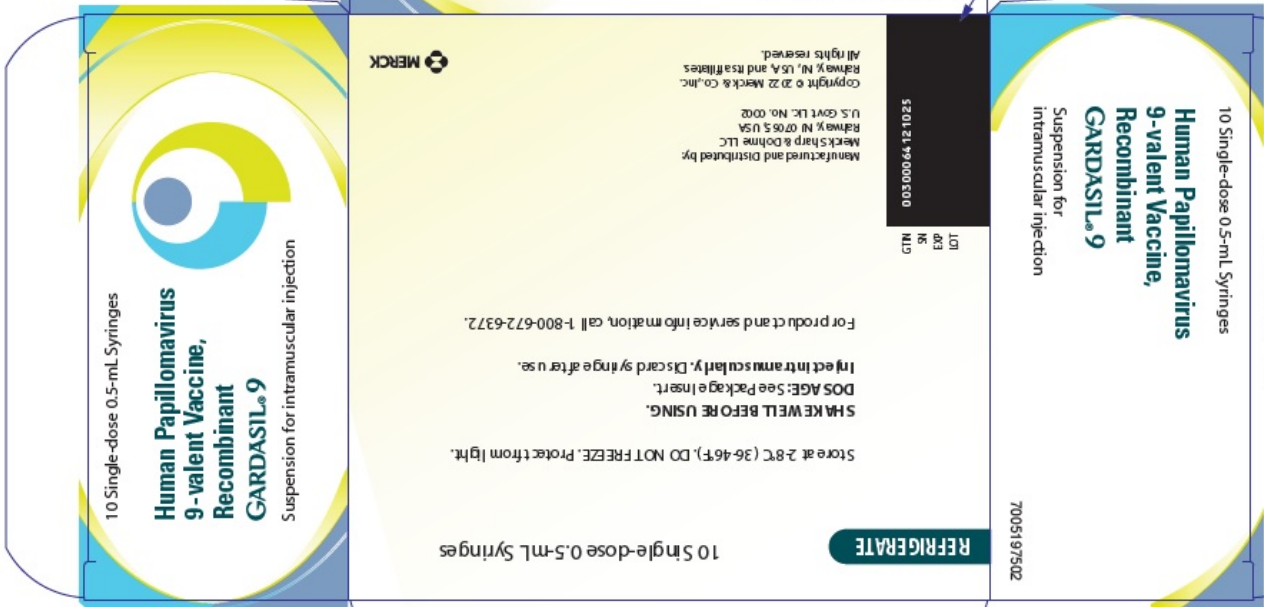 10 Single-dose 0.5-mL Syringes
Human Papillomavirus
9-valent Vaccine,
Recombinant
GARDASIL® 9
Suspension for intramuscular injection
REFRIGERATE
10 Single-dose 0.5-mL Syringes
Store at 2-8°C (36-46°F). DO NOT FREEZE. Protect from light.
SHAKE WELL BEFORE USING.
DOSAGE: See Package Insert.
Inject intramuscularly. Discard syringe after use.
For product and service information, call 1-800-672-6372.
Manufactured and Distributed by:
Merck Sharp & Dohme LLC
Rahway, NJ 07065, USA
U.S. Govt Lic. No. 0002
Copyright © 2022 Merck & Co., Inc.
Rahway, NJ, USA, and its affiliates.
All rights reserved.
MERCK
GTIN 00300064121025
SN
EXP
LOT
10 Single-dose 0.5-mL Syringes
Human Papillomavirus
9-valent Vaccine,
Recombinant
GARDASIL® 9
Suspension for
intramuscular injection
7005197502